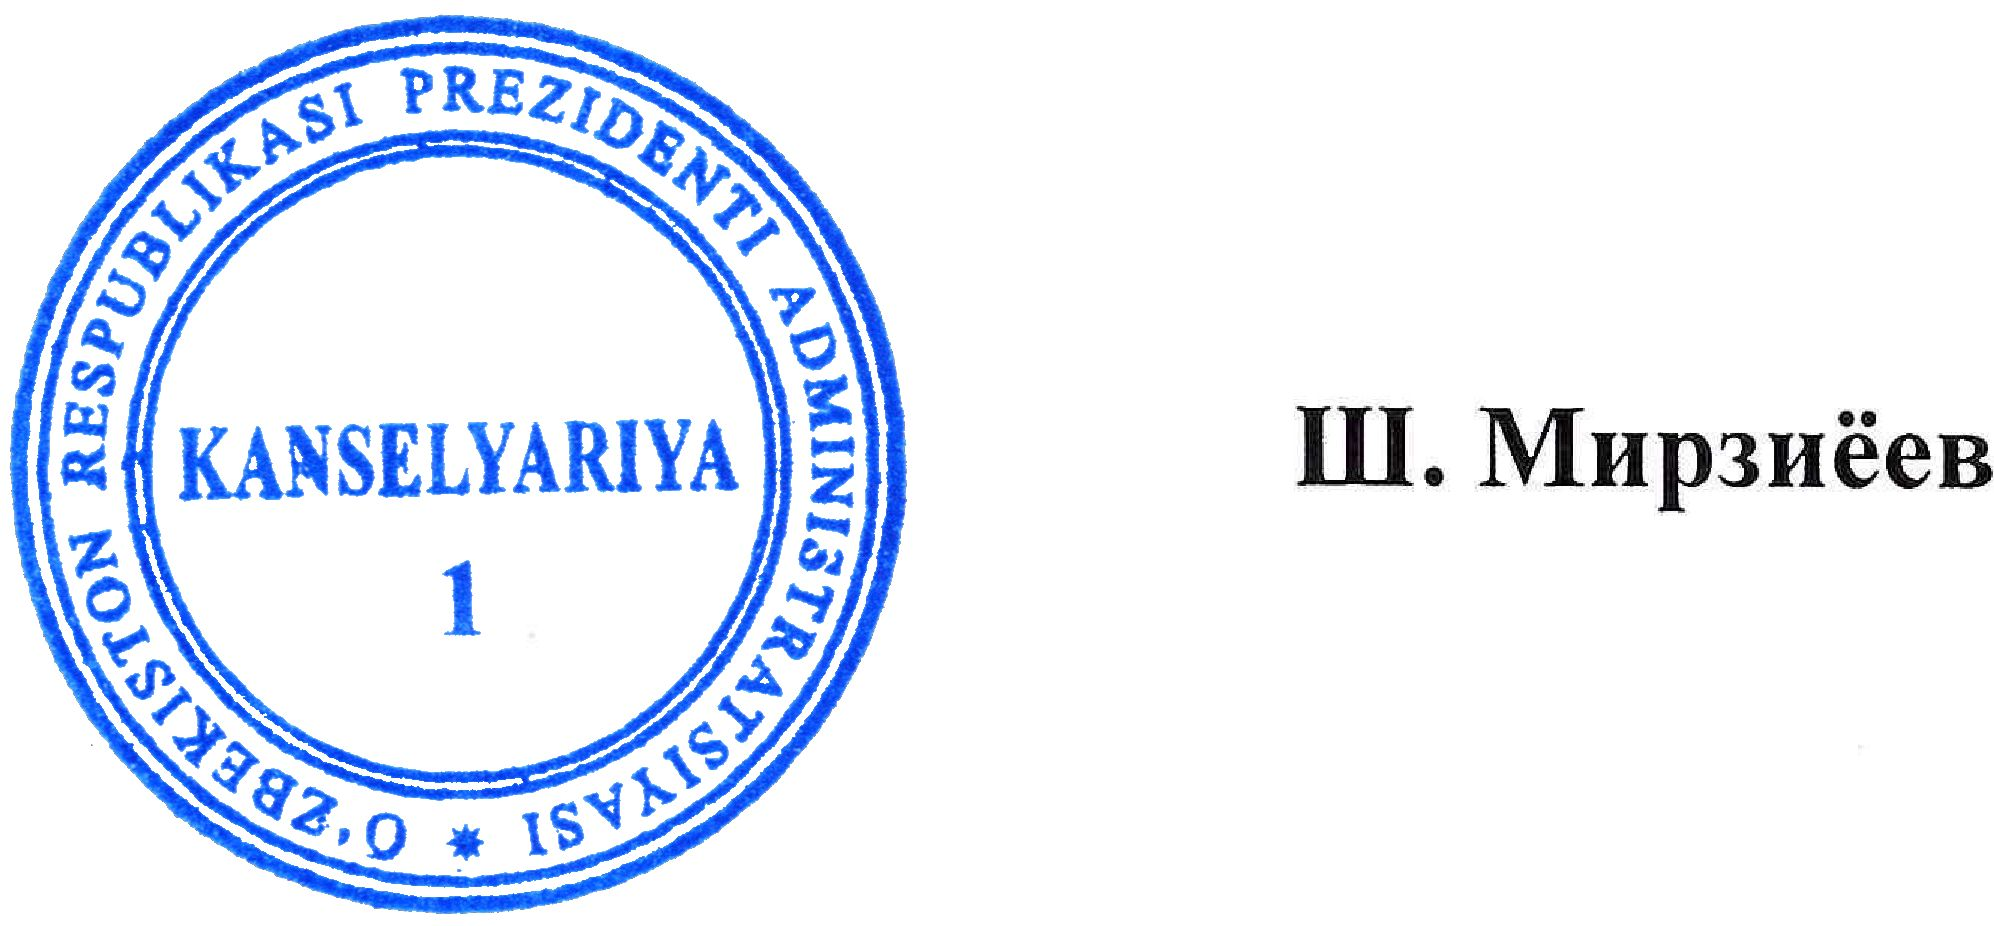 O'ZBEKISTON RESPUBLIKASI PREZIDENTI ADMINISTRATSIYASI *
KANSELYARIYA
1
Ш. Мирзиёев